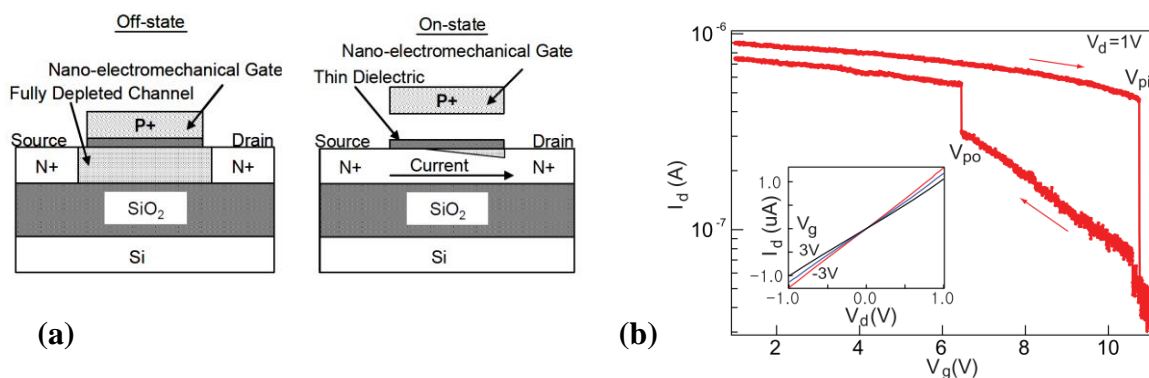 Off-state
Nano-electromechanical Gate
Fully Depleted Channel
P+
Source
Drain
N+
N+
SiO2
Si
On-state
Nano-electromechanical Gate
Thin Dielectric
P+
Source
Drain
N+
Current
N+
SiO2
Si
(a)
10-6
10-7
Id (A)
Vd=1V
Vpi
Vpo
2
4
6
8
10
Vg(V)
1.0
-1.0
Id (uA)
Vg
3V
-3V
-1.0
0.0
1.0
Vd(V)
(b)